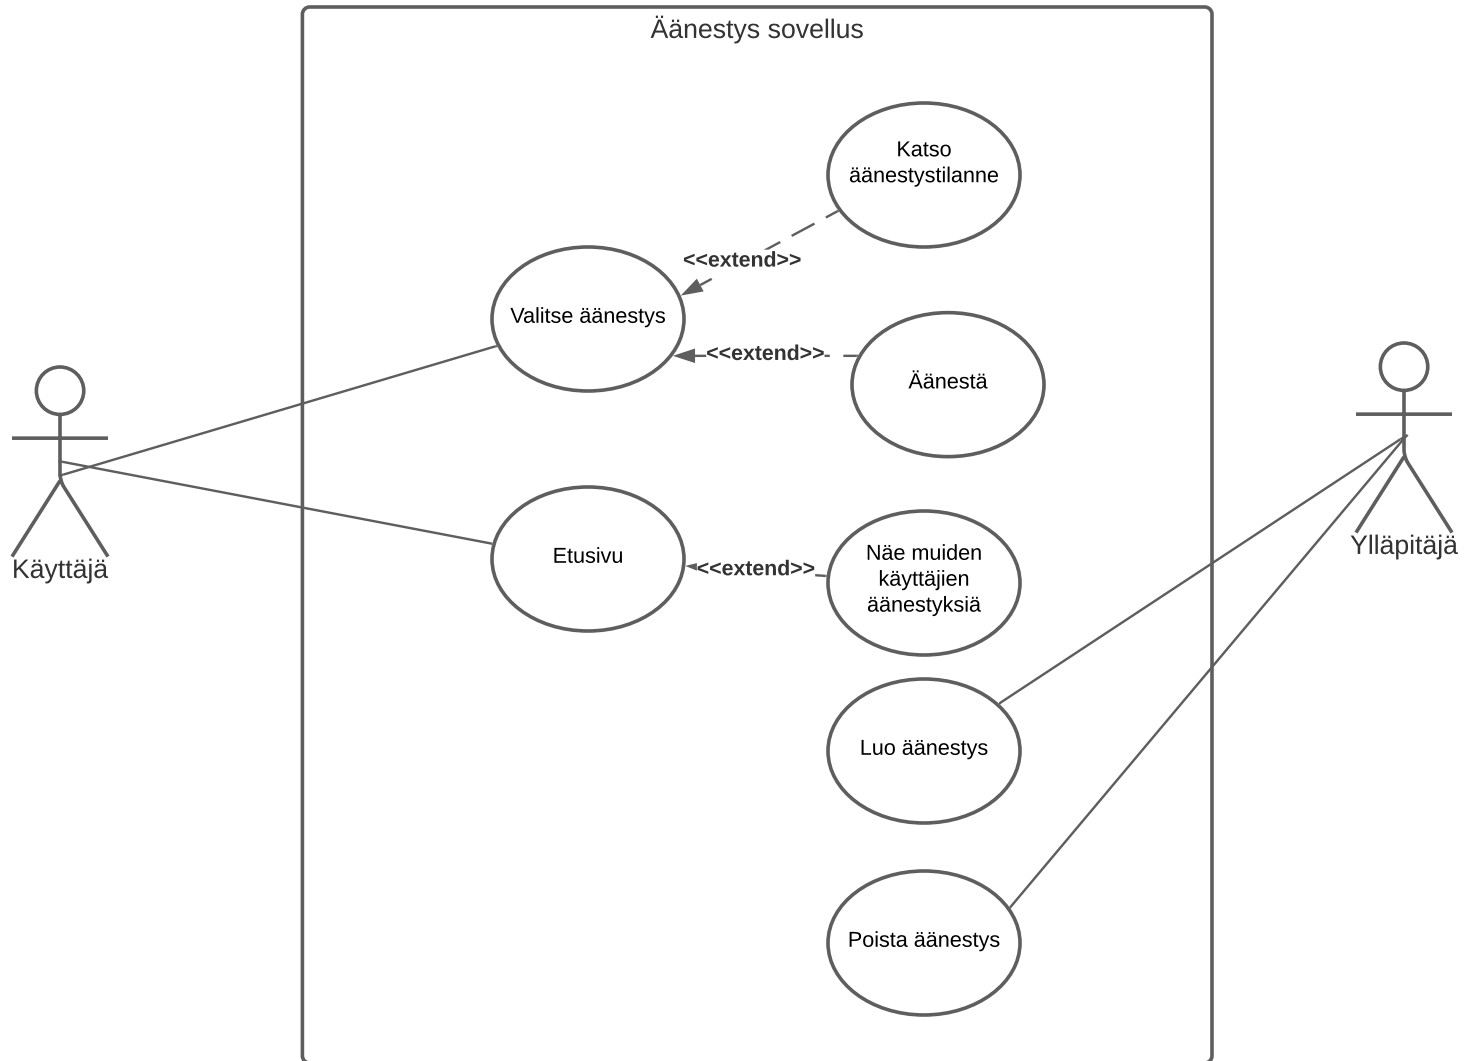 Äänestys sovellus
Katso
äänestystilanne
<<extend>>
Valitse äänestys
<<extend>>
Äänestä
Käyttäjä
Ylläpitäjä
Etusivu
<<extend>>
Näe muiden
käyttäjien
äänestyksiä
Luo äänestys
Poista äänestys